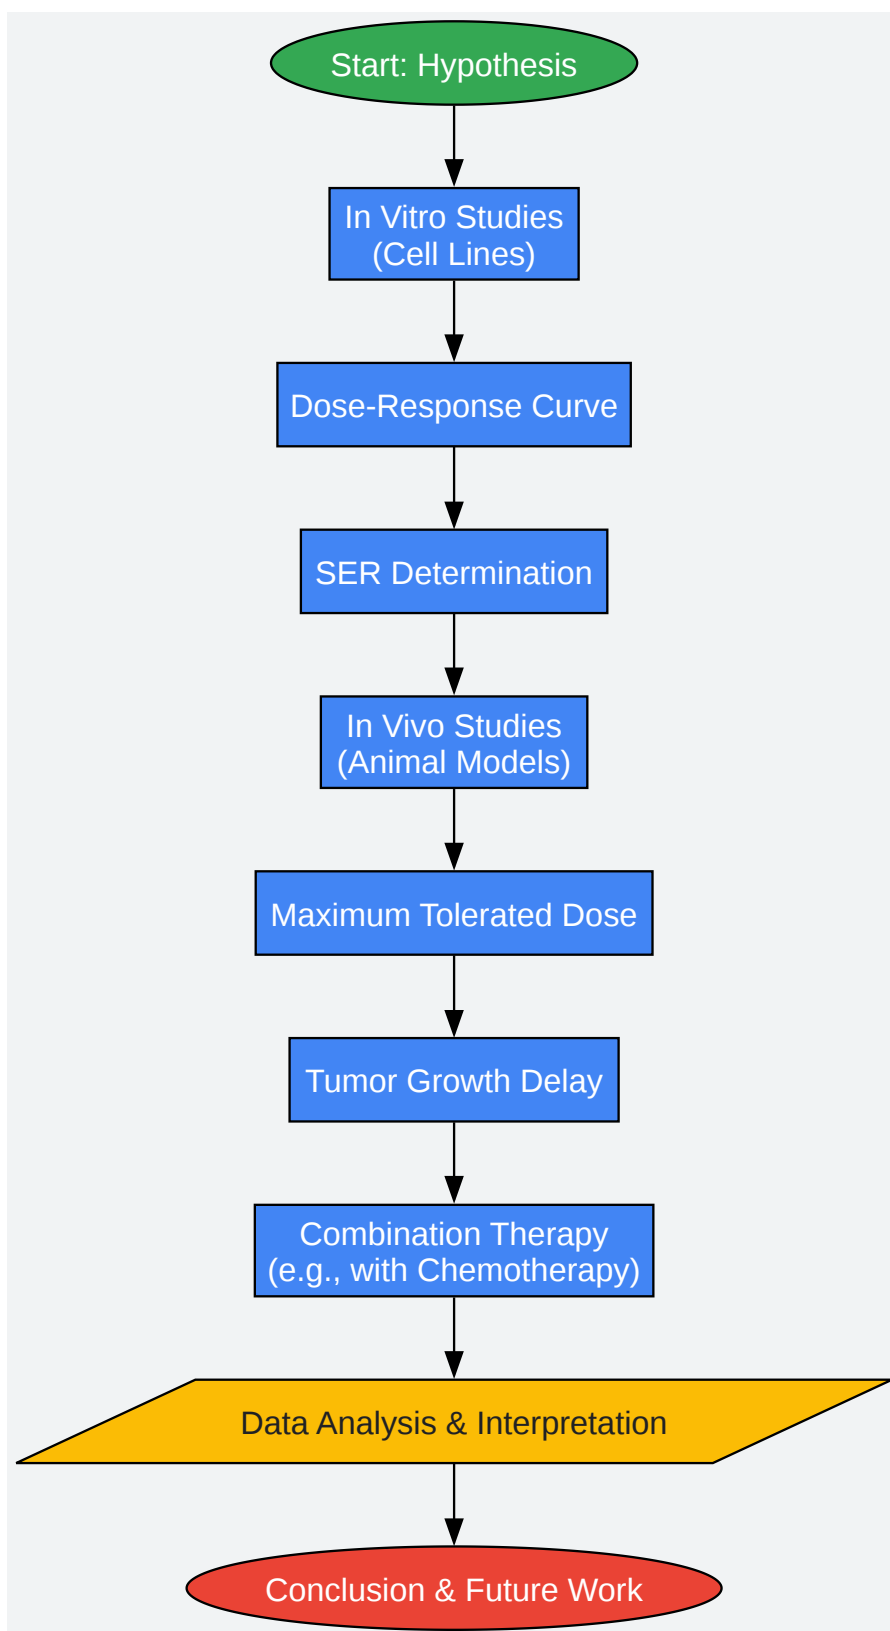 Start: Hypothesis
In Vitro Studies
(Cell Lines)
Dose-Response Curve
SER Determination
In Vivo Studies
(Animal Models)
Maximum Tolerated Dose
Tumor Growth Delay
Combination Therapy
(e.g., with Chemotherapy)
Data Analysis & Interpretation
Conclusion & Future Work